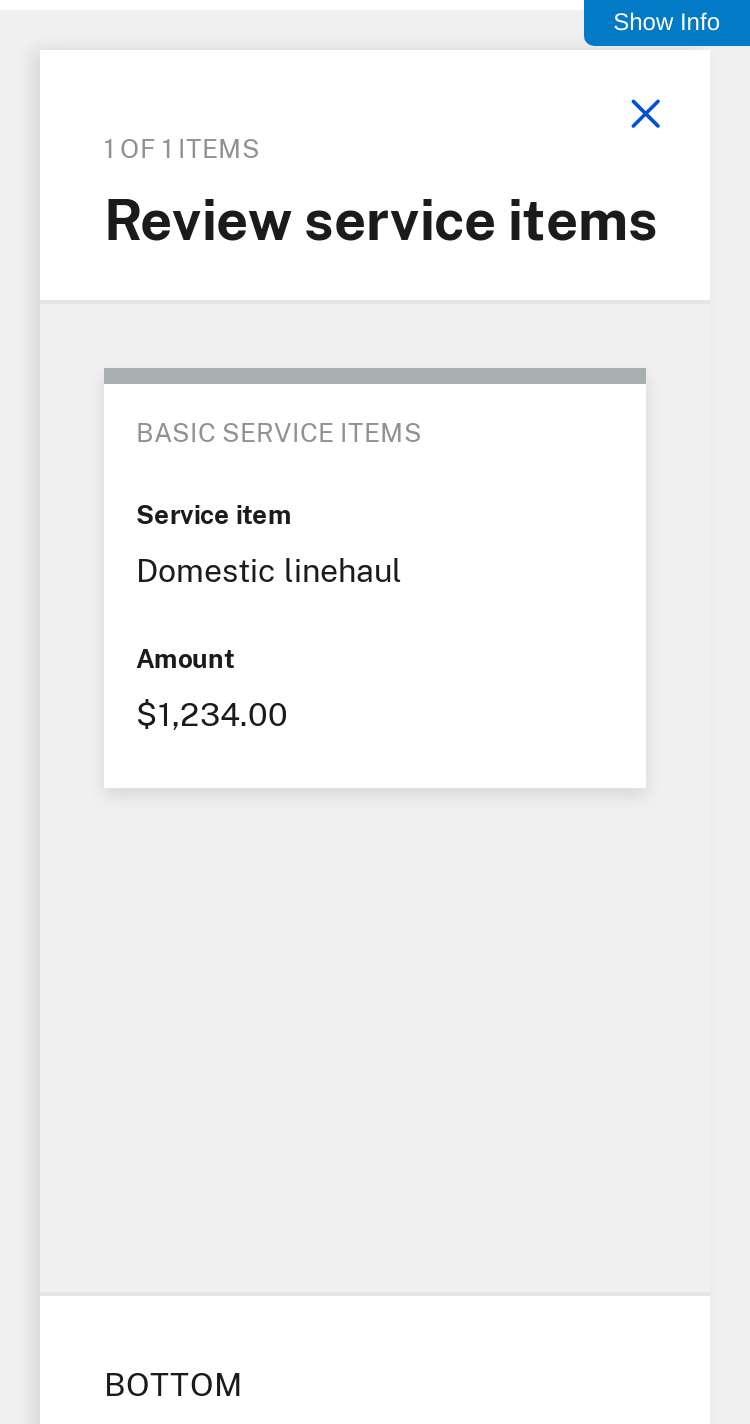 Show Info
1 OF 1 ITEMS
Review service items
BASIC SERVICE ITEMS
Service item
Domestic linehaul
Amount
$1,234.00
BOTTOM